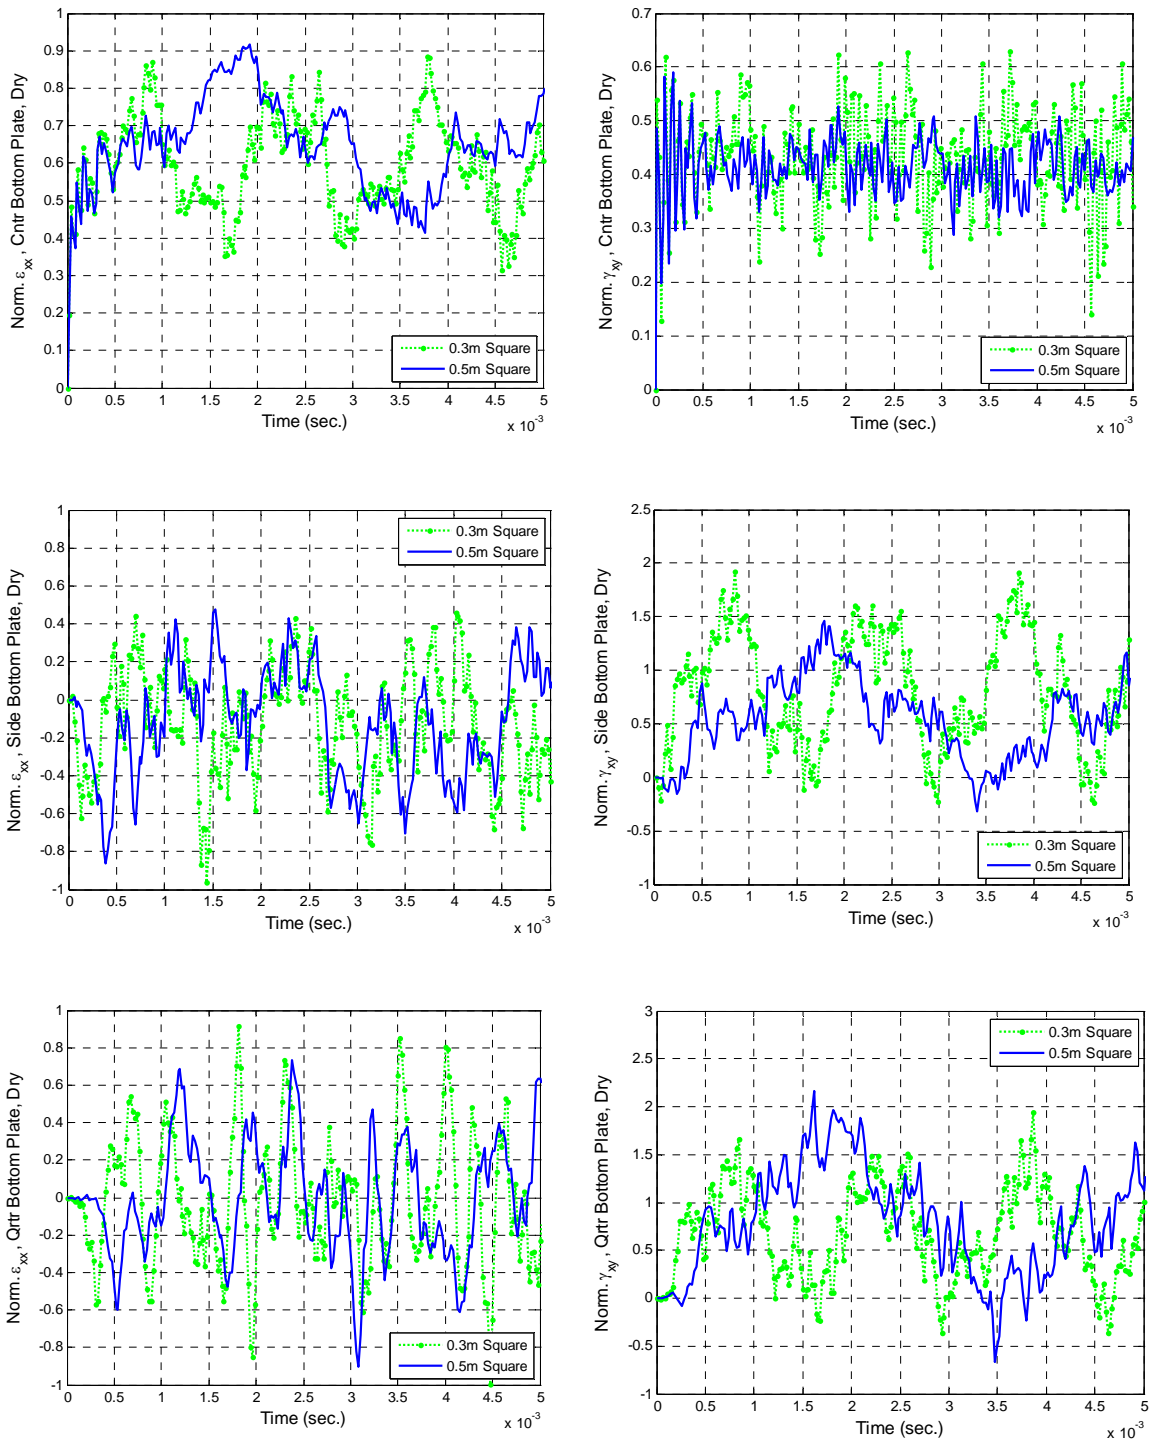 Norm. εxx , Cntr Bottom Plate, Dry
1
0.9
0.8
0.7
0.6
0.5
0.4
0.3
0.2
0.1
0
0 0.5 1 1.5 2 2.5 3 3.5 4 4.5 5
x 10-3
Time (sec.)
0.3m Square
0.5m Square
Norm. γxy , Cntr Bottom Plate, Dry
0.7
0.6
0.5
0.4
0.3
0.2
0.1
0
0 0.5 1 1.5 2 2.5 3 3.5 4 4.5 5
x 10-3
Time (sec.)
0.3m Square
0.5m Square
Norm. εxx , Side Bottom Plate, Dry
1
0.8
0.6
0.4
0.2
0
-0.2
-0.4
-0.6
-0.8
-1
0 0.5 1 1.5 2 2.5 3 3.5 4 4.5 5
x 10-3
Time (sec.)
0.3m Square
0.5m Square
Norm. γxy , Side Bottom Plate, Dry
2.5
2
1.5
1
0.5
0
-0.5
-1
0 0.5 1 1.5 2 2.5 3 3.5 4 4.5 5
x 10-3
Time (sec.)
0.3m Square
0.5m Square
Norm. εxx , Qrtr Bottom Plate, Dry
1
0.8
0.6
0.4
0.2
0
-0.2
-0.4
-0.6
-0.8
-1
0 0.5 1 1.5 2 2.5 3 3.5 4 4.5 5
x 10-3
Time (sec.)
0.3m Square
0.5m Square
Norm. γxy , Qrtr Bottom Plate, Dry
3
2.5
2
1.5
1
0.5
0
-0.5
-1
0 0.5 1 1.5 2 2.5 3 3.5 4 4.5 5
x 10-3
Time (sec.)
0.3m Square
0.5m Square